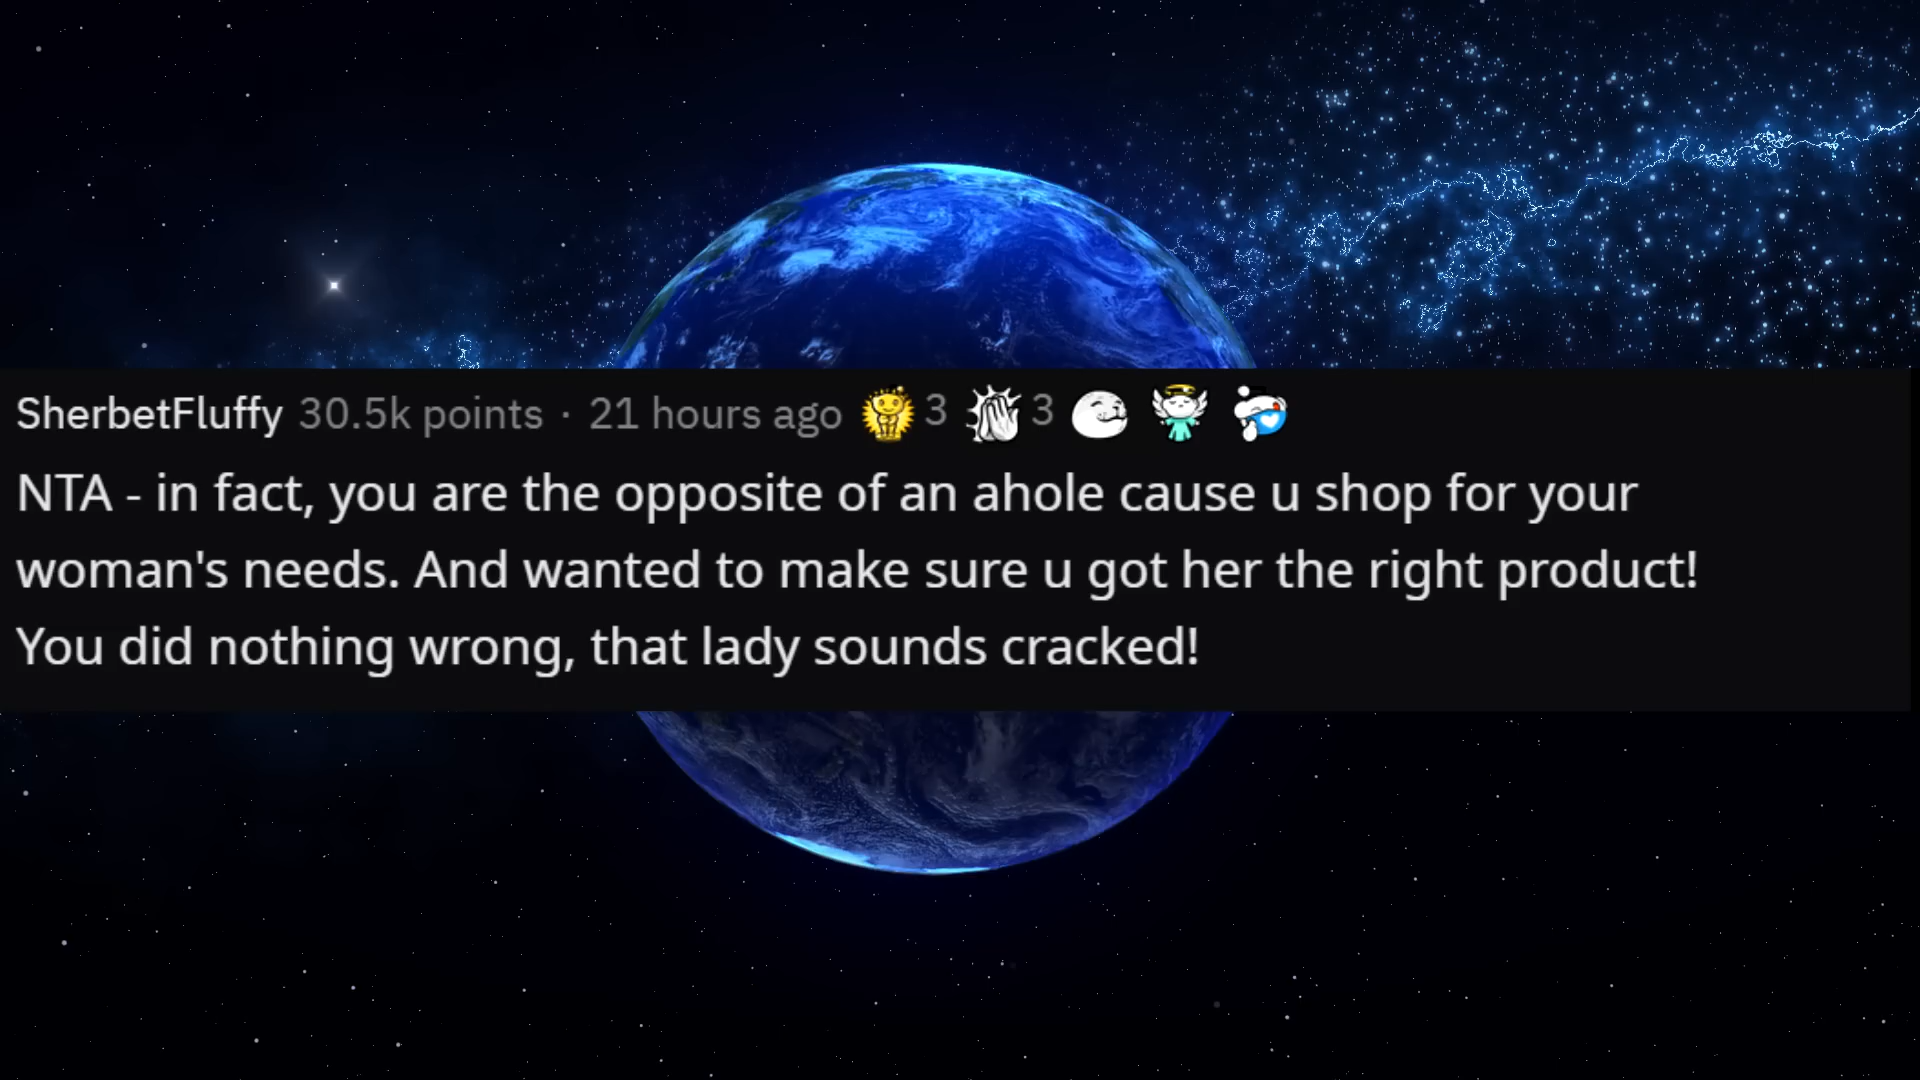 SherbetFluffy 30.5k points · 21 hours ago 3 3
NTA - in fact, you are the opposite of an ahole cause u shop for your
woman's needs. And wanted to make sure u got her the right product!
You did nothing wrong, that lady sounds cracked!